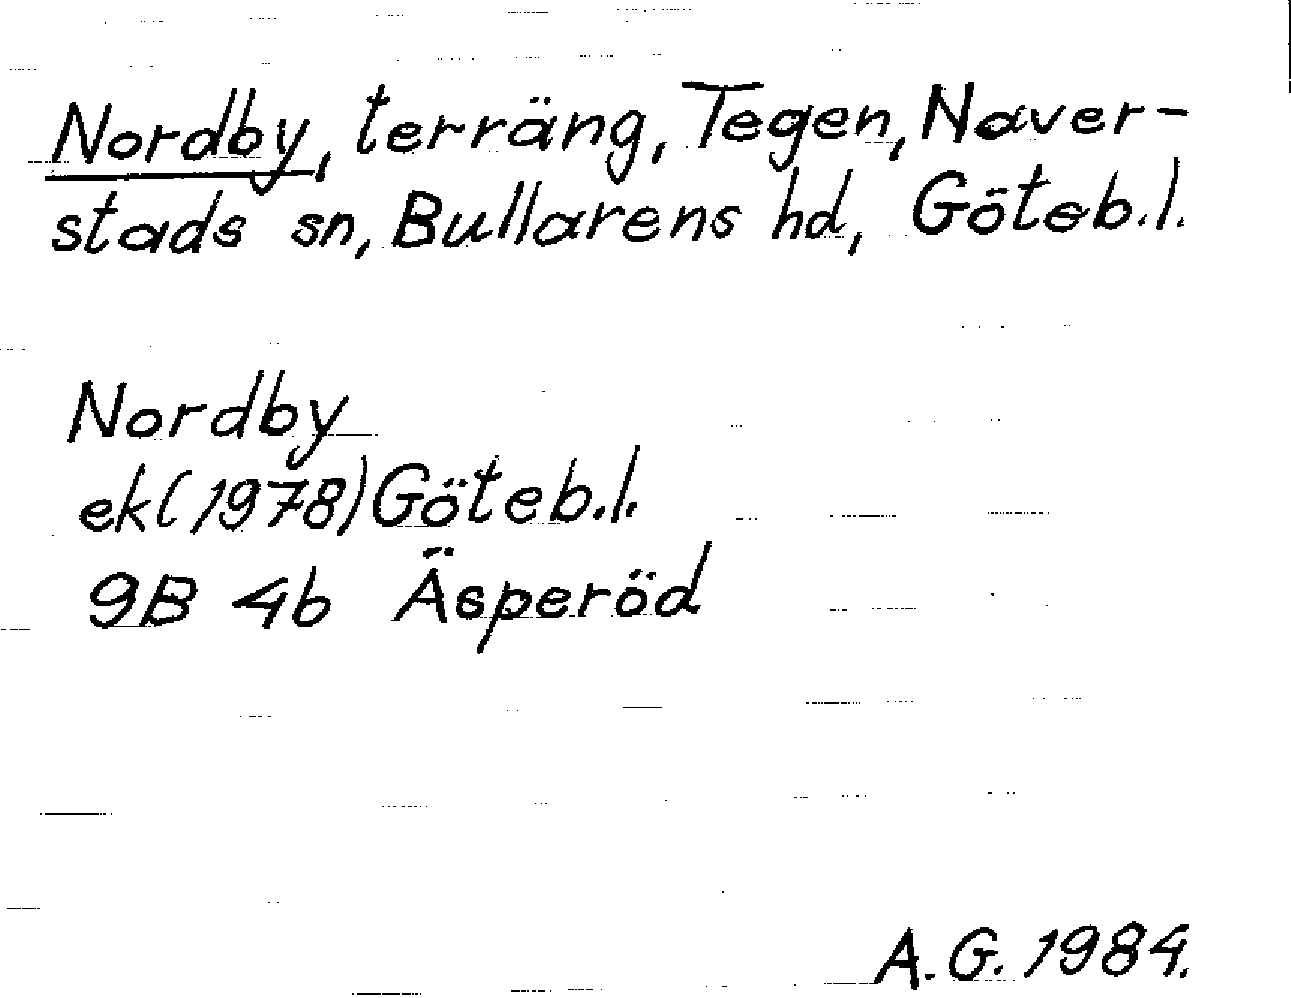 Nordby, terräng, Tegen, Naver-
stads sn, Bullarens hd, Göteb.l.
Nordby
ek (1978) Göteb.l.
9B 4b Äsperöd
A.G. 1984.